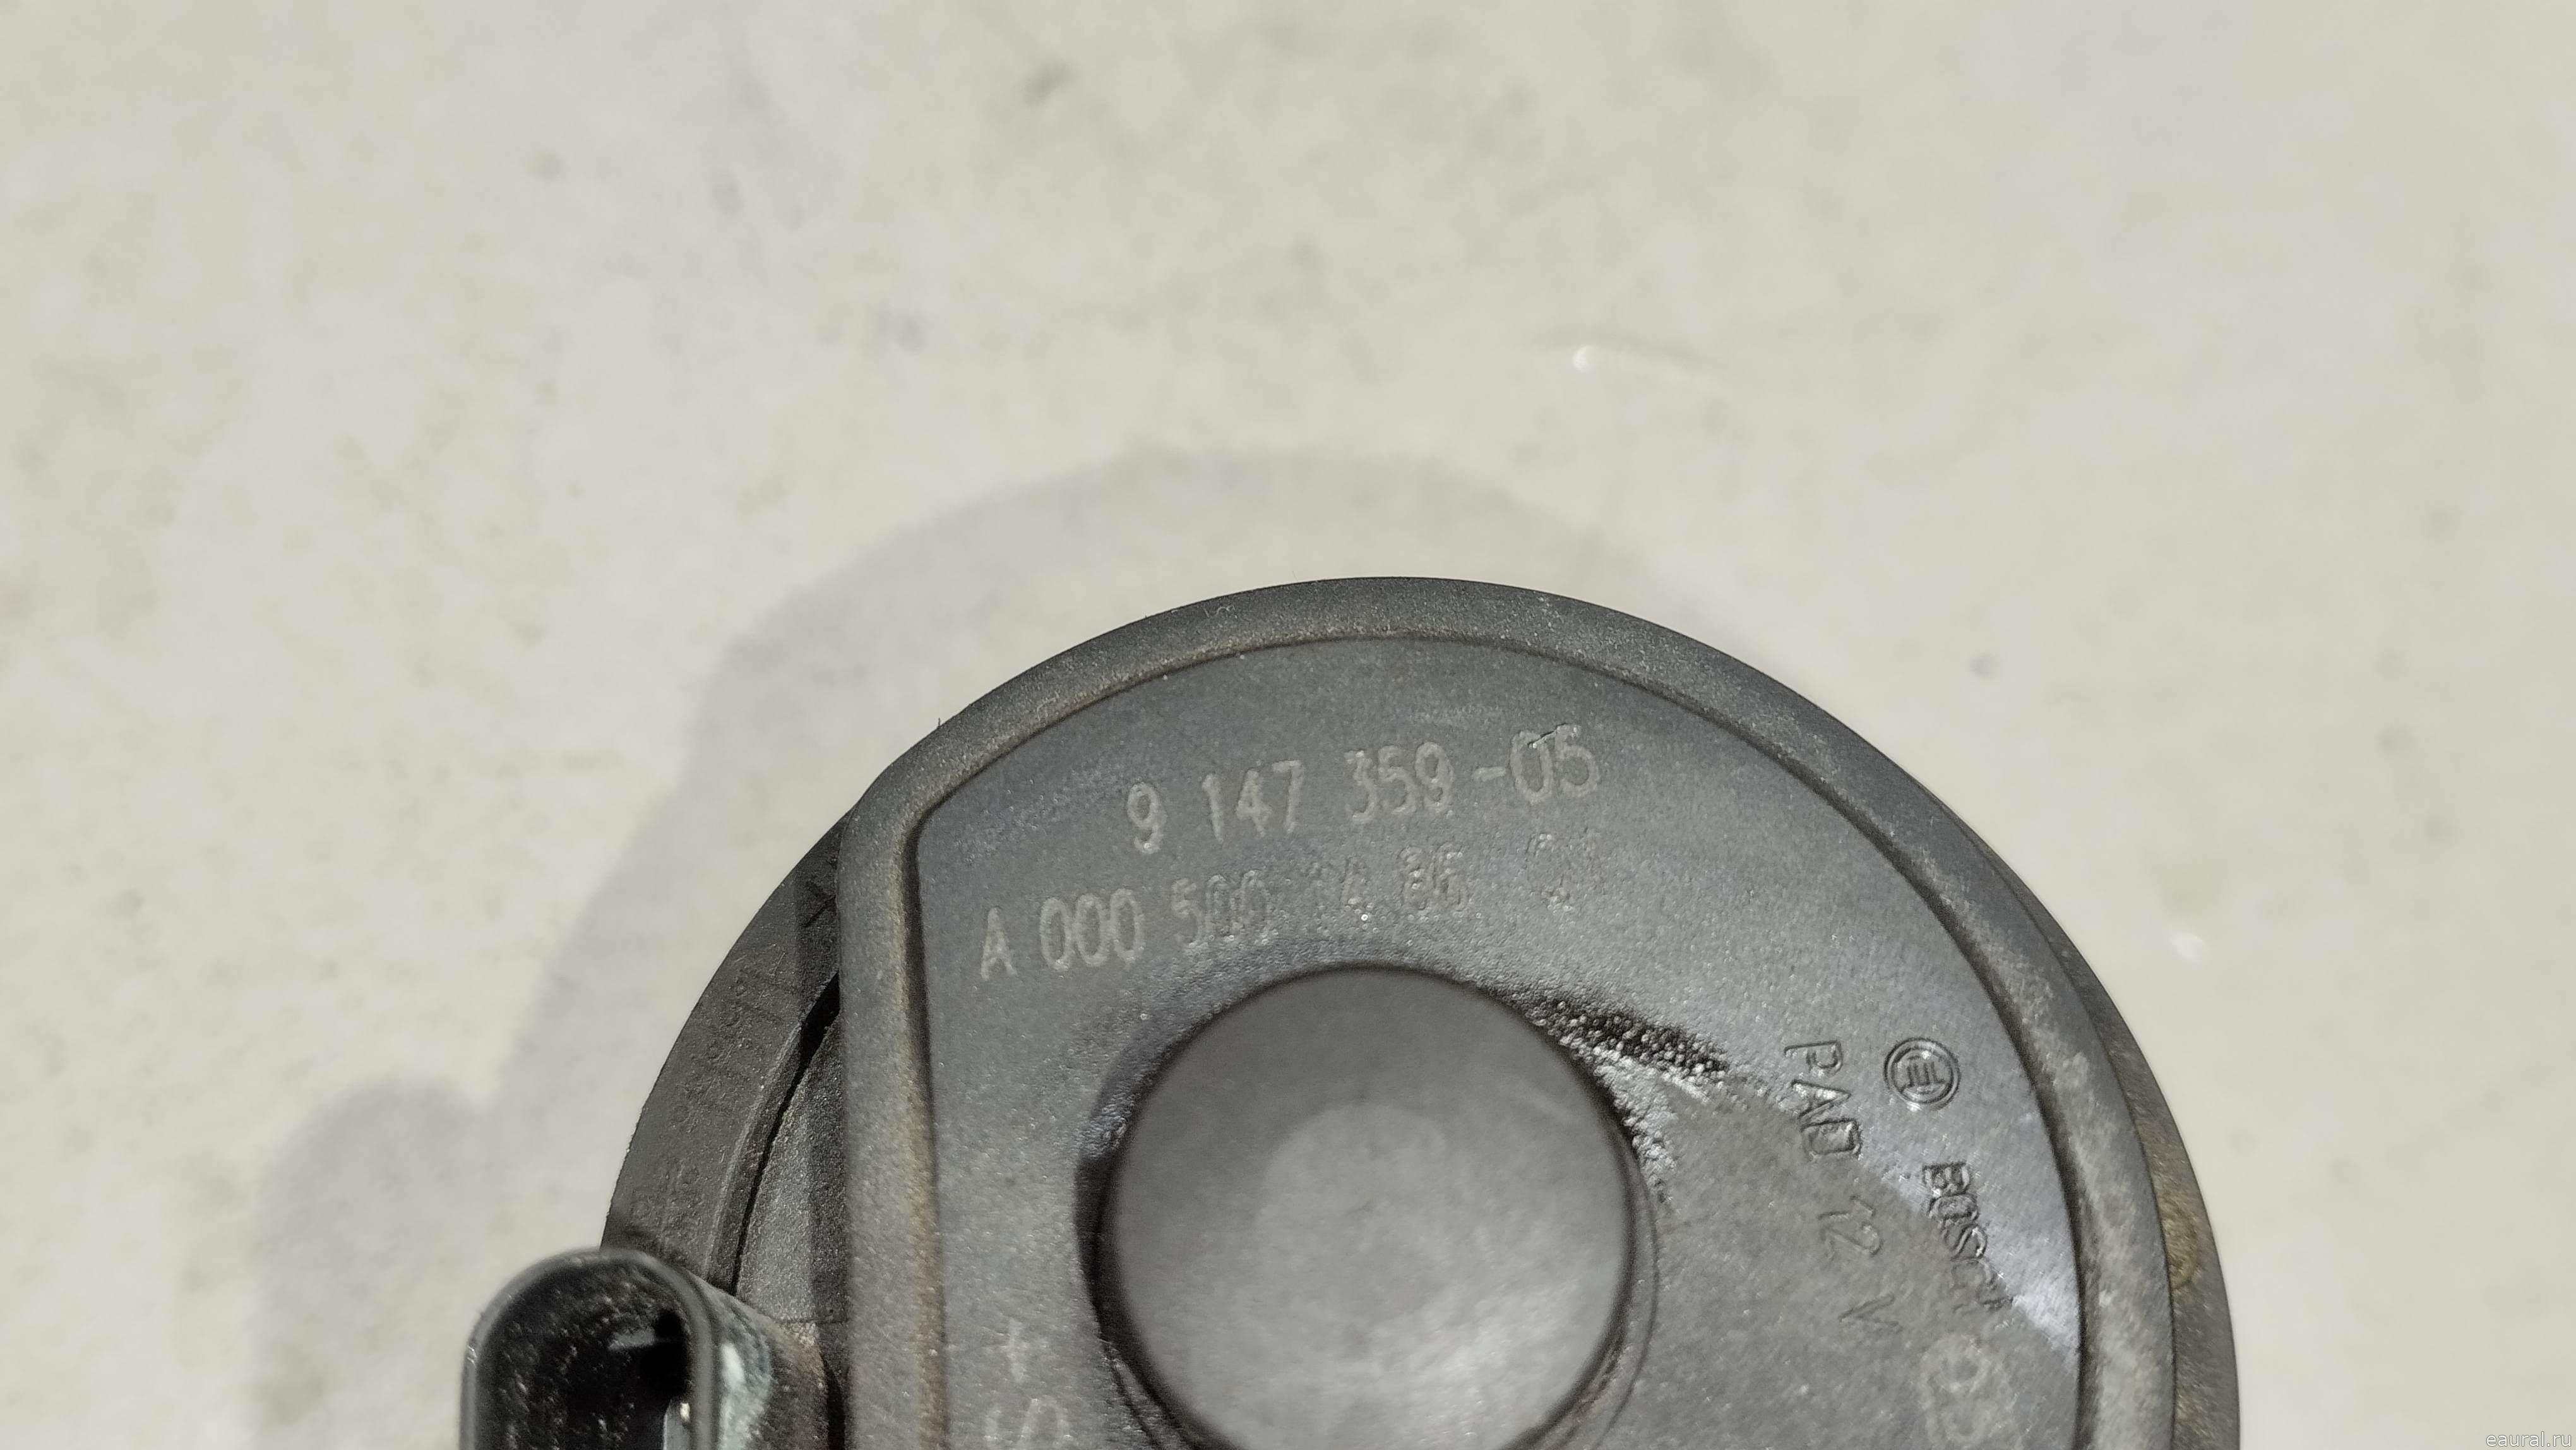 9 147 359-05
A 000 500 14 86
BOSCH
PAD 12 V
eaural.ru